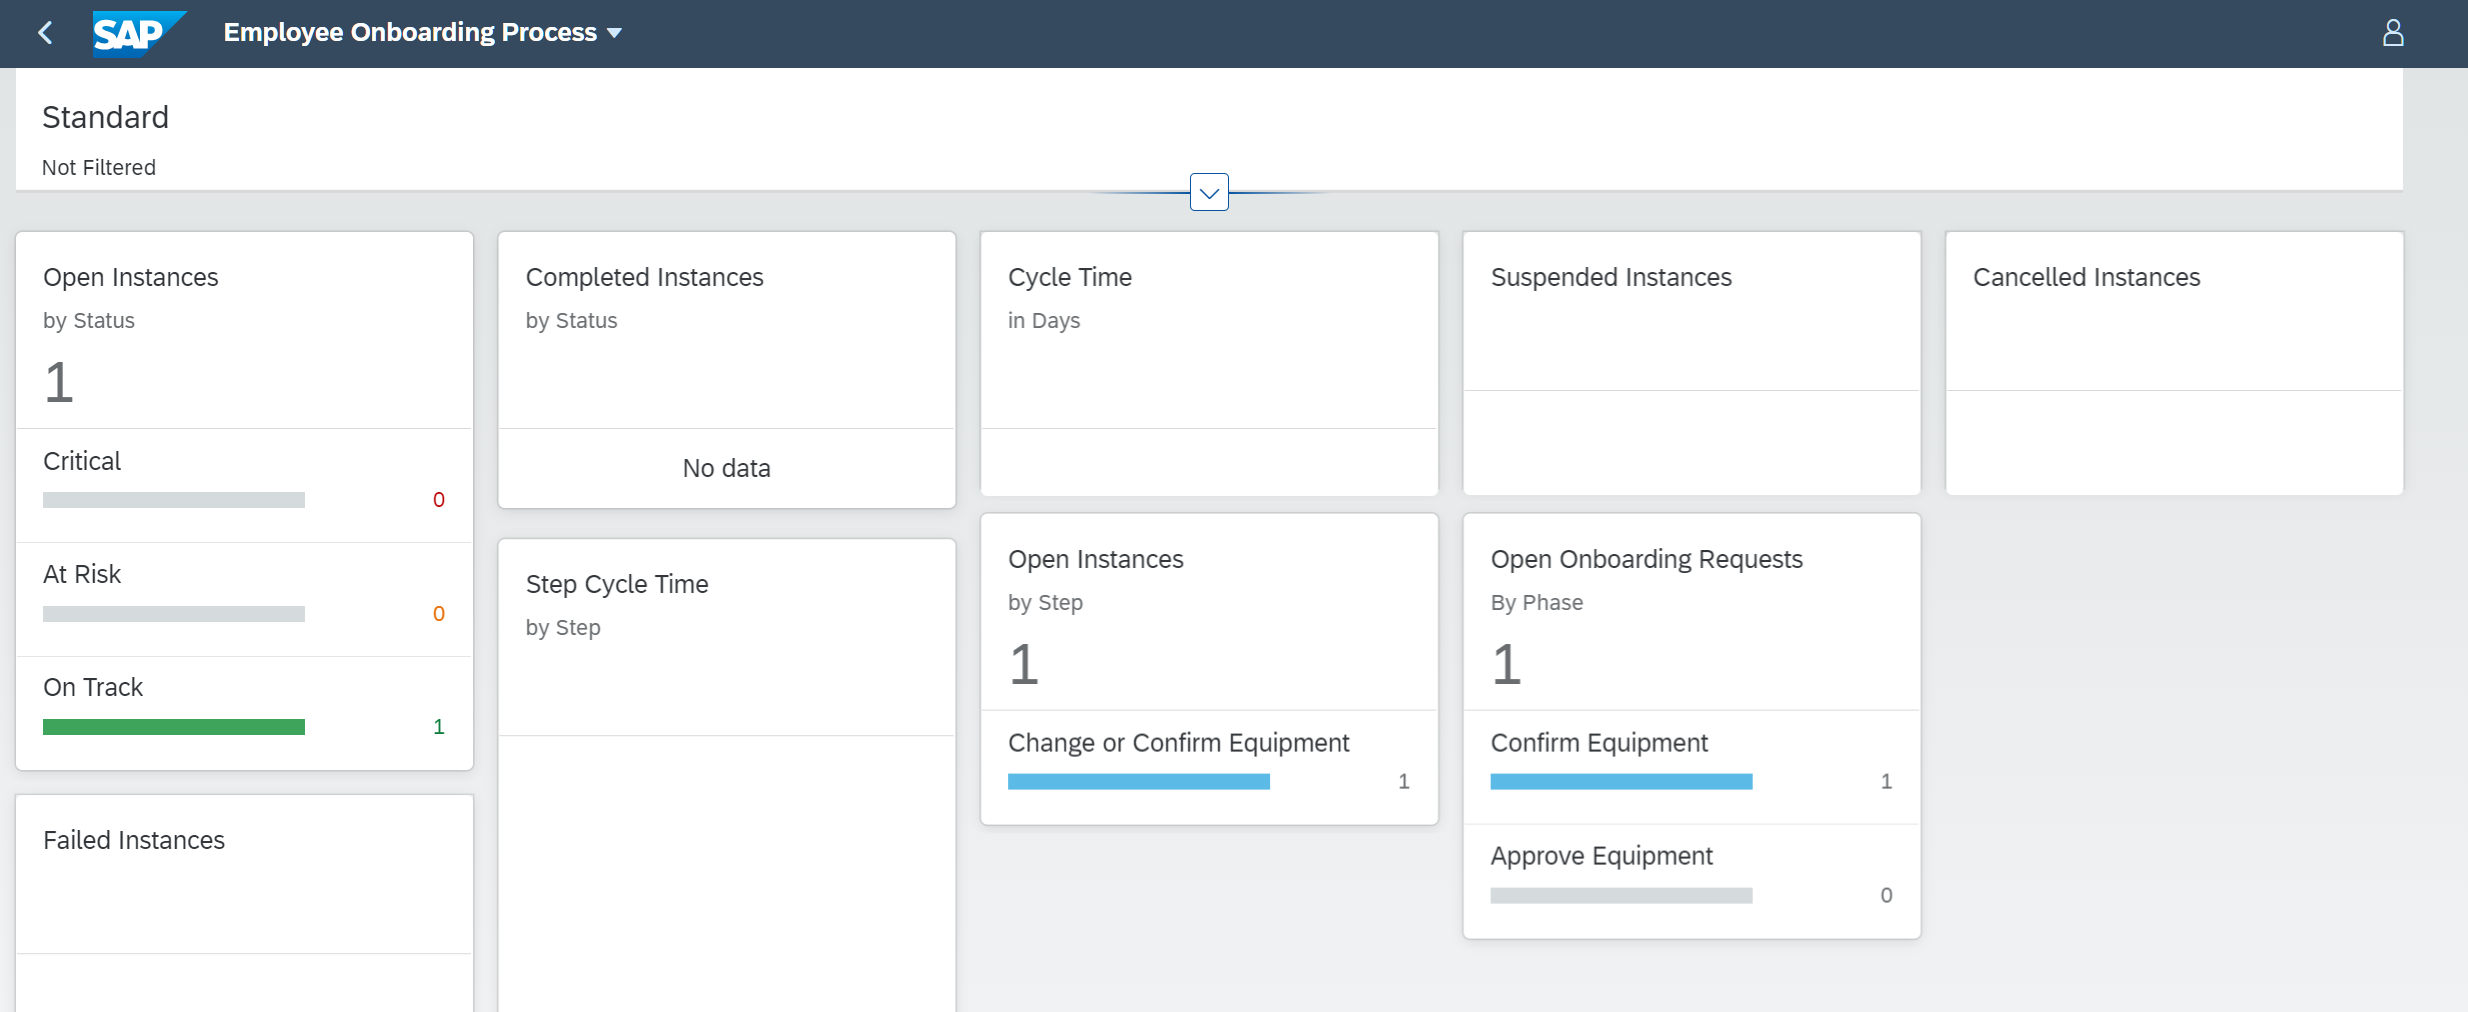 SAP
Employee Onboarding Process
Standard
Not Filtered
Open Instances
by Status
1
Critical
0
At Risk
0
On Track
1
Failed Instances
Completed Instances
by Status
No data
Step Cycle Time
by Step
Cycle Time
in Days
Open Instances
by Step
1
Change or Confirm Equipment
1
Suspended Instances
Open Onboarding Requests
By Phase
1
Confirm Equipment
1
Approve Equipment
0
Cancelled Instances